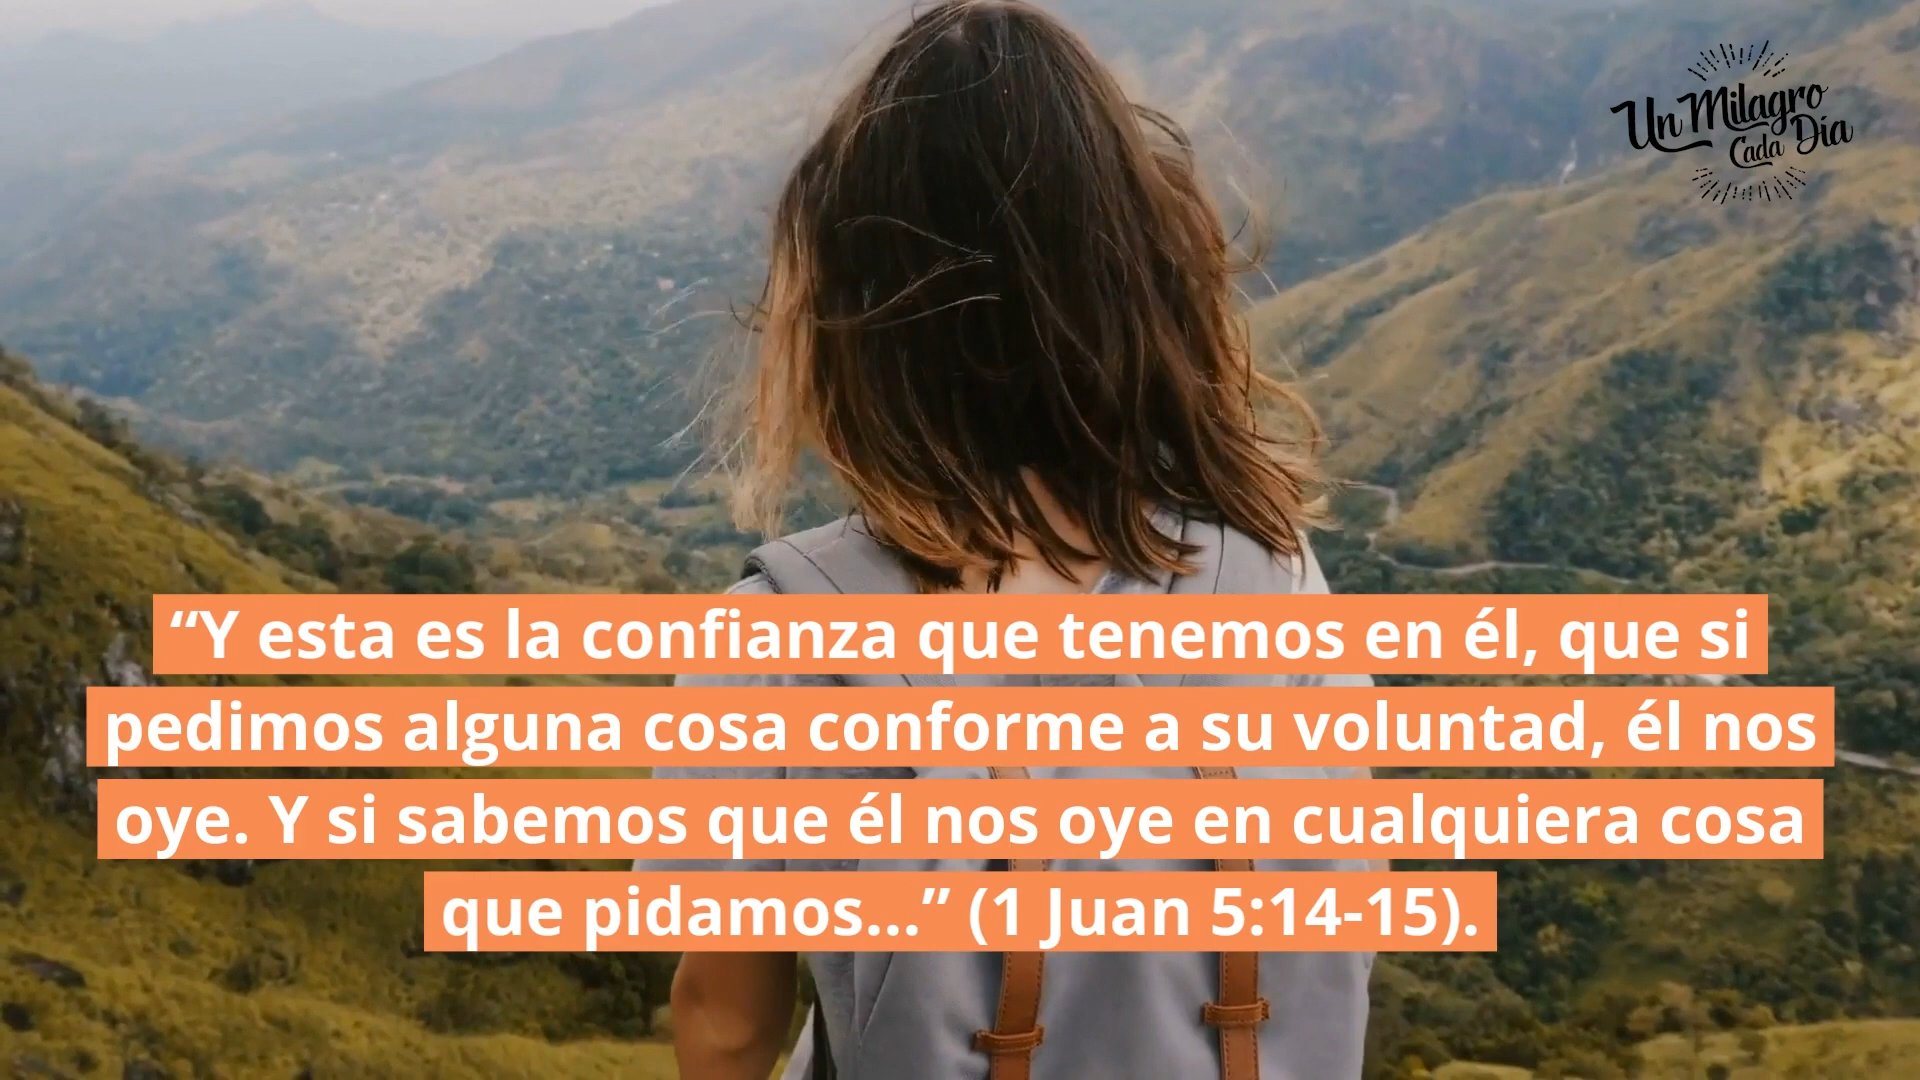 Un Milagro
Cada Día
“Y esta es la confianza que tenemos en él, que si
pedimos alguna cosa conforme a su voluntad, él nos
oye. Y si sabemos que él nos oye en cualquiera cosa
que pidamos...” (1 Juan 5:14-15).